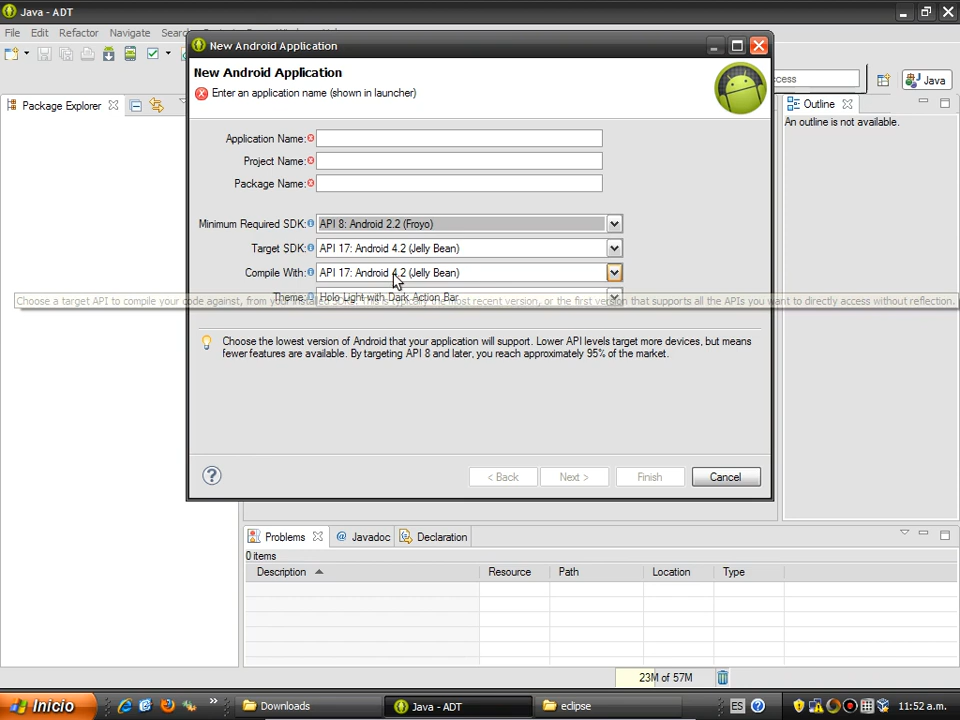 Java - ADT
File Edit Refactor Navigate Searc
ccess
Java
Package Explorer
Outline
An outline is not available.
New Android Application
New Android Application
Enter an application name (shown in launcher)
Application Name:
Project Name:
Package Name:
Minimum Required SDK: API 8: Android 2.2 (Froyo)
Target SDK: API 17: Android 4.2 (Jelly Bean)
Compile With: API 17: Android 4.2 (Jelly Bean)
Theme: Holo Light with Dark Action Bar
Choose a target API to compile your code against, from your installed SDKs. This is typically the most recent version, or the first version that supports all the APIs you want to directly access without reflection.
Choose the lowest version of Android that your application will support. Lower API levels target more devices, but means
fewer features are available. By targeting API 8 and later, you reach approximately 95% of the market.
< Back Next > Finish Cancel
Problems @ Javadoc Declaration
0 items
Description Resource Path Location Type
23M of 57M
Inicio Downloads Java - ADT eclipse ES 11:52 a.m.